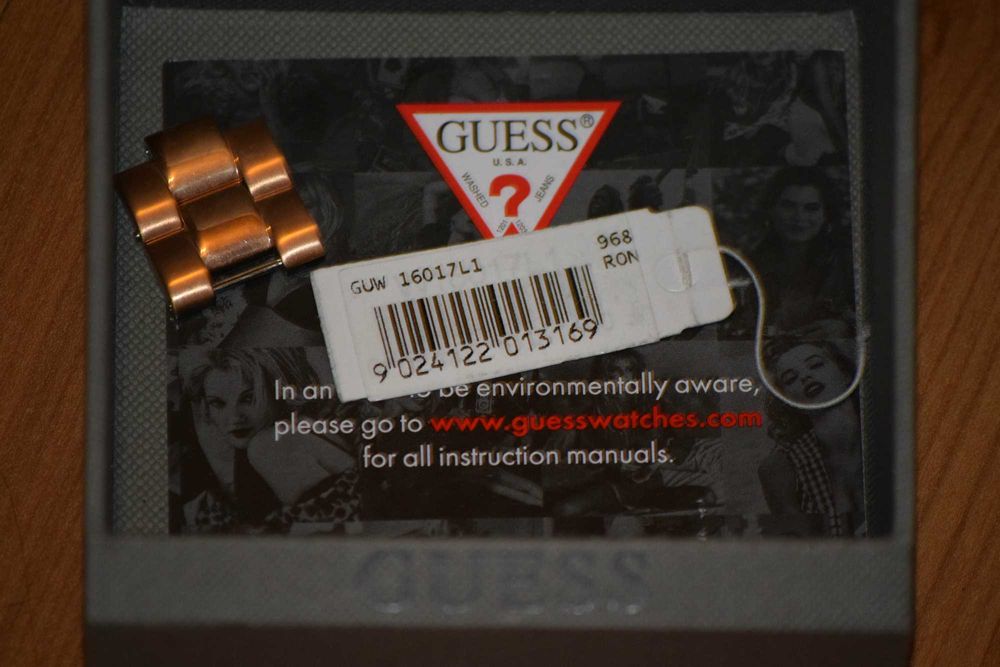 GUESS®
U.S.A.
WASHED
?
JEANS
GUW 16017L1
968
RON
9 024122 013169
In an be environmentally aware,
please go to www.guesswatches.com
for all instruction manuals.
GUESS